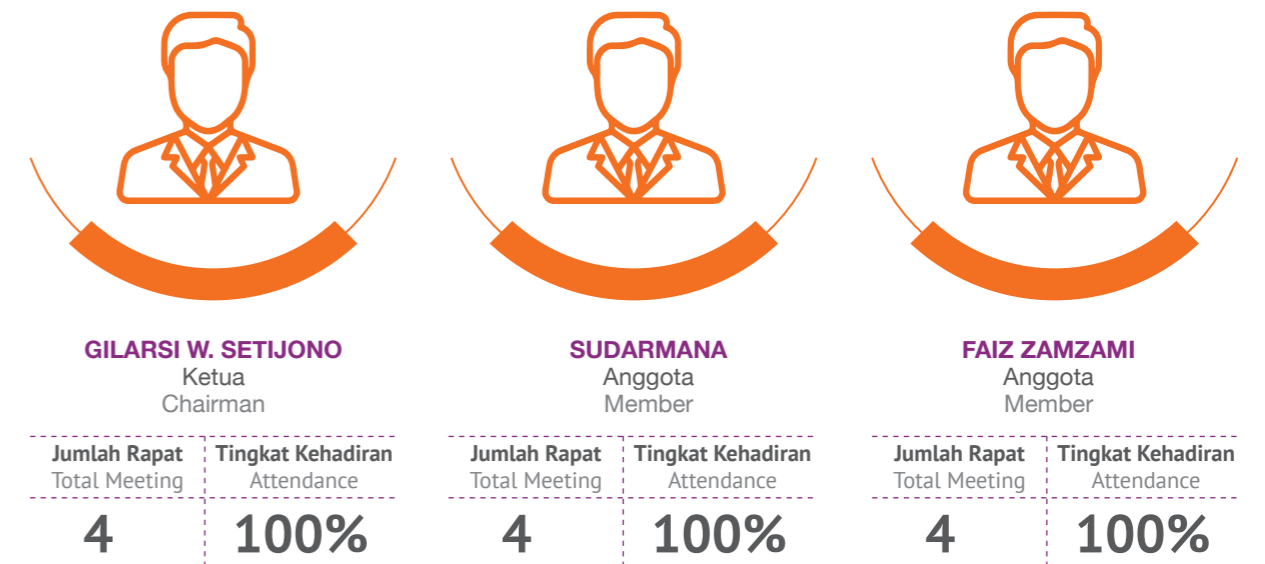 GILARSI W. SETIJONO
Ketua
Chairman
Jumlah Rapat Tingkat Kehadiran
Total Meeting Attendance
4 100%
SUDARMANA
Anggota
Member
Jumlah Rapat Tingkat Kehadiran
Total Meeting Attendance
4 100%
FAIZ ZAMZAMI
Anggota
Member
Jumlah Rapat Tingkat Kehadiran
Total Meeting Attendance
4 100%